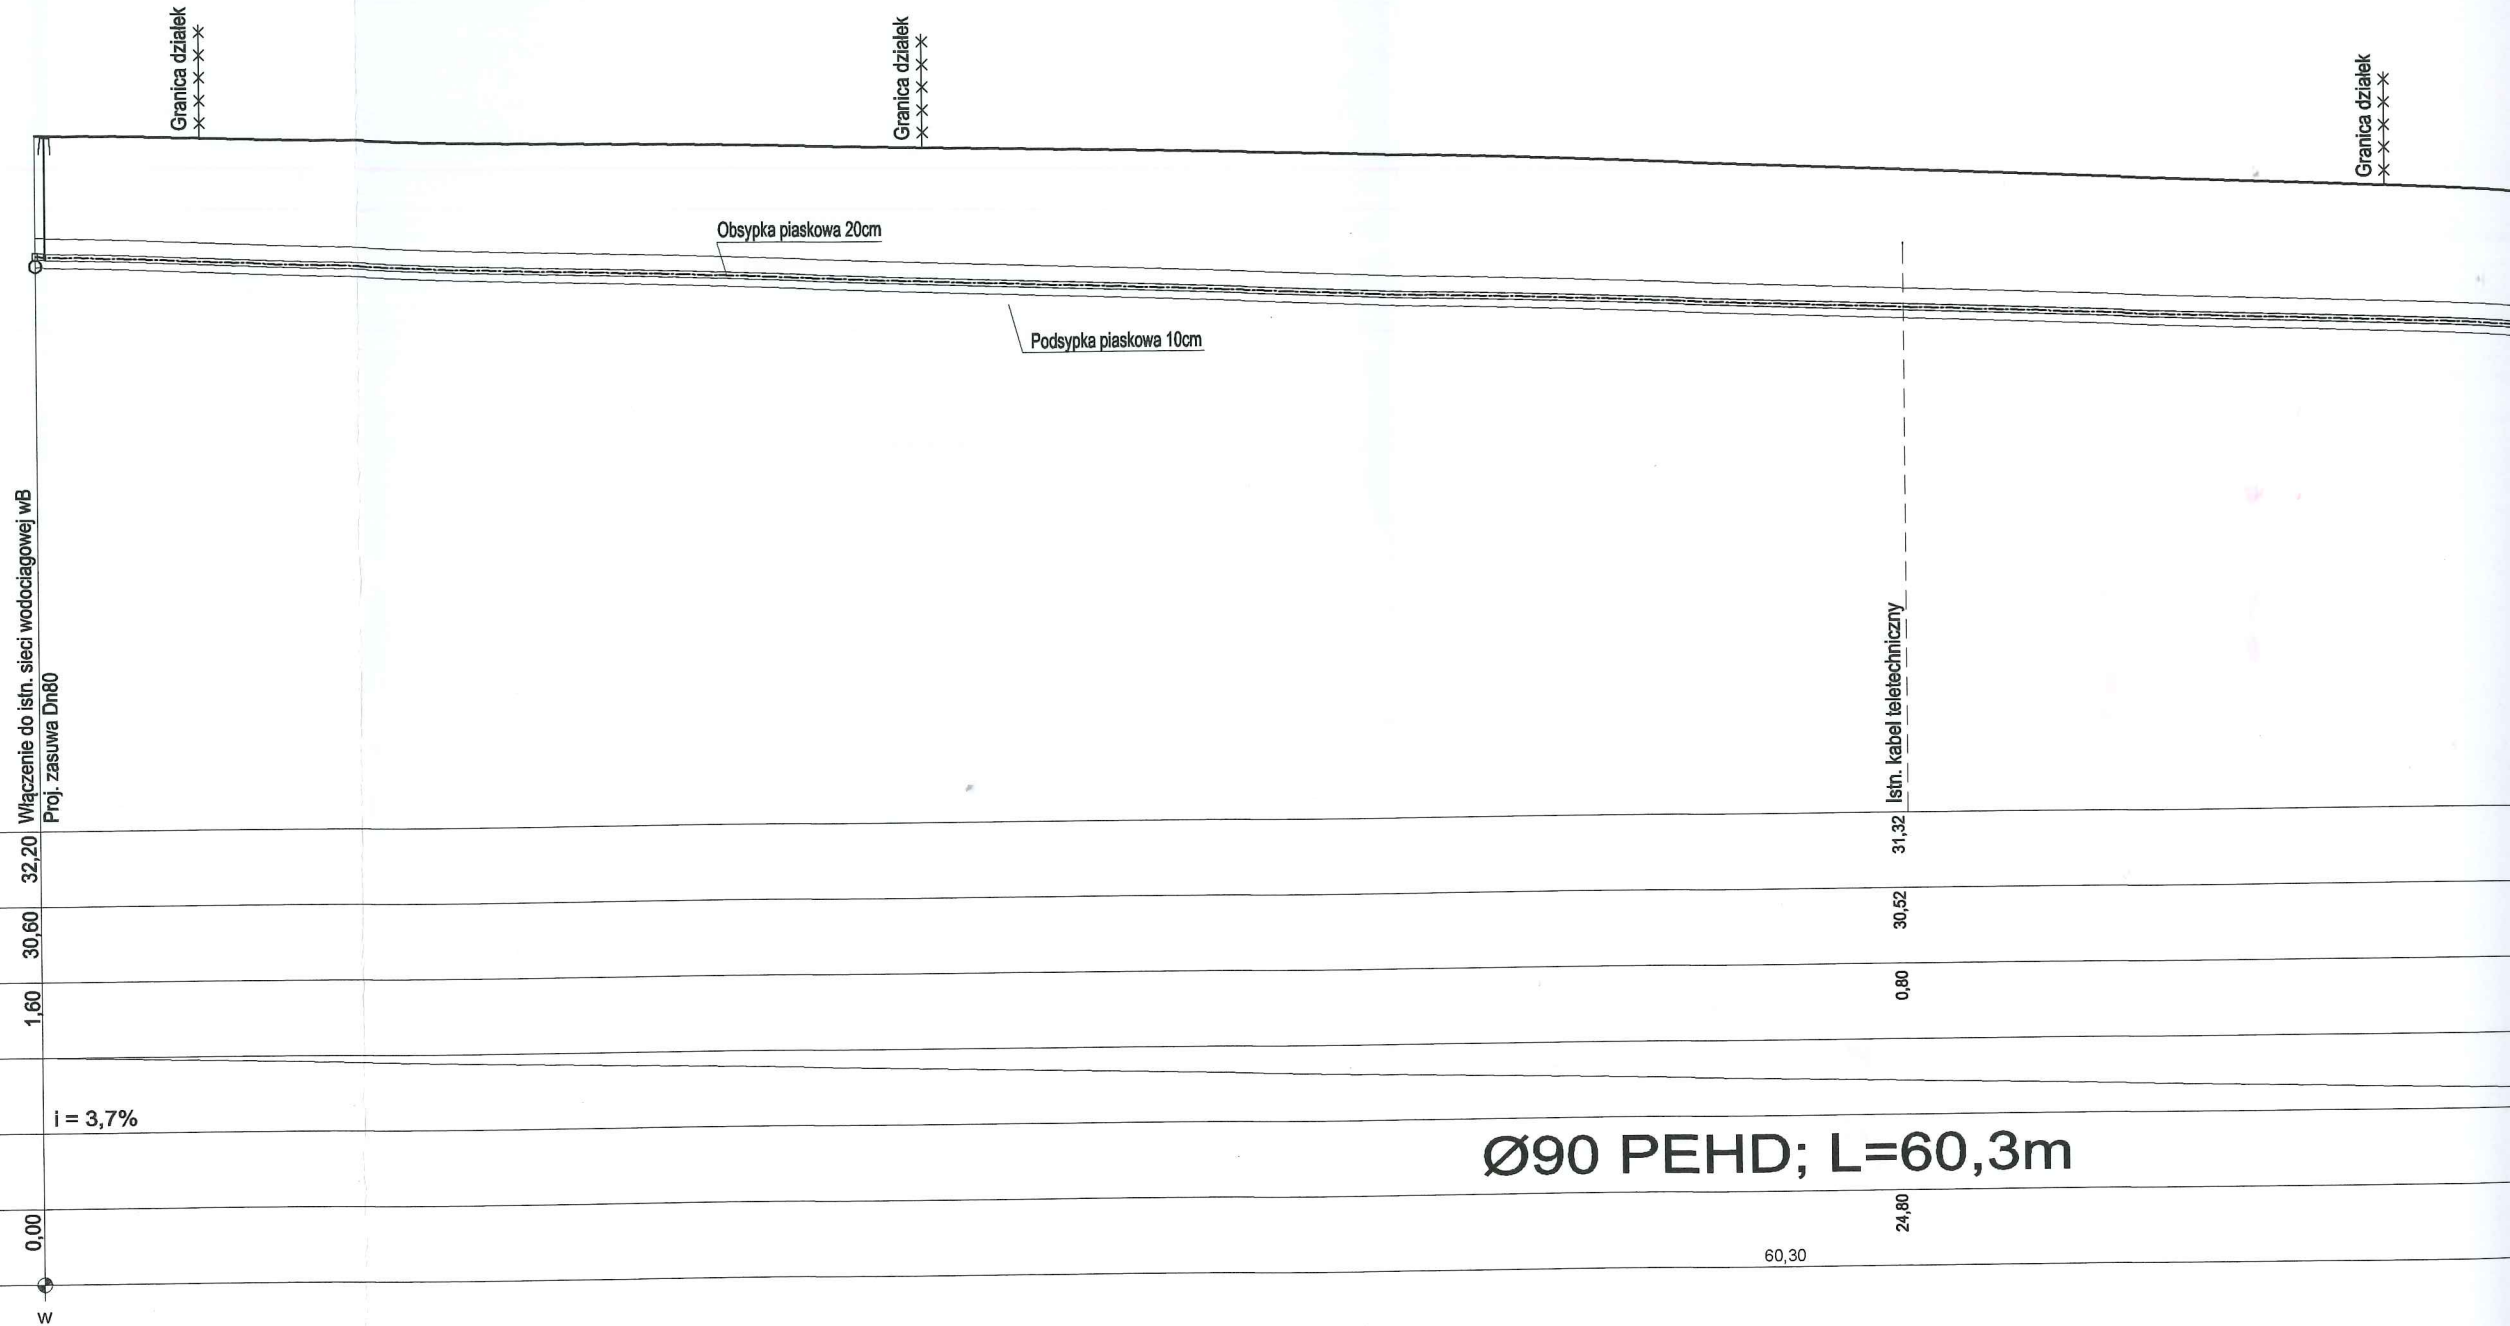 Granica działek
Granica działek
Granica działek
Obsypka piaskowa 20cm
Podsypka piaskowa 10cm
Włączenie do istn. sieci wodociagowej wB
Proj. zasuwa Dn80
Istn. kabel teletechniczny
32,20
31,32
30,60
30,52
1,60
0,80
i = 3,7%
Ø90 PEHD; L=60,3m
0,00
24,80
60,30
W